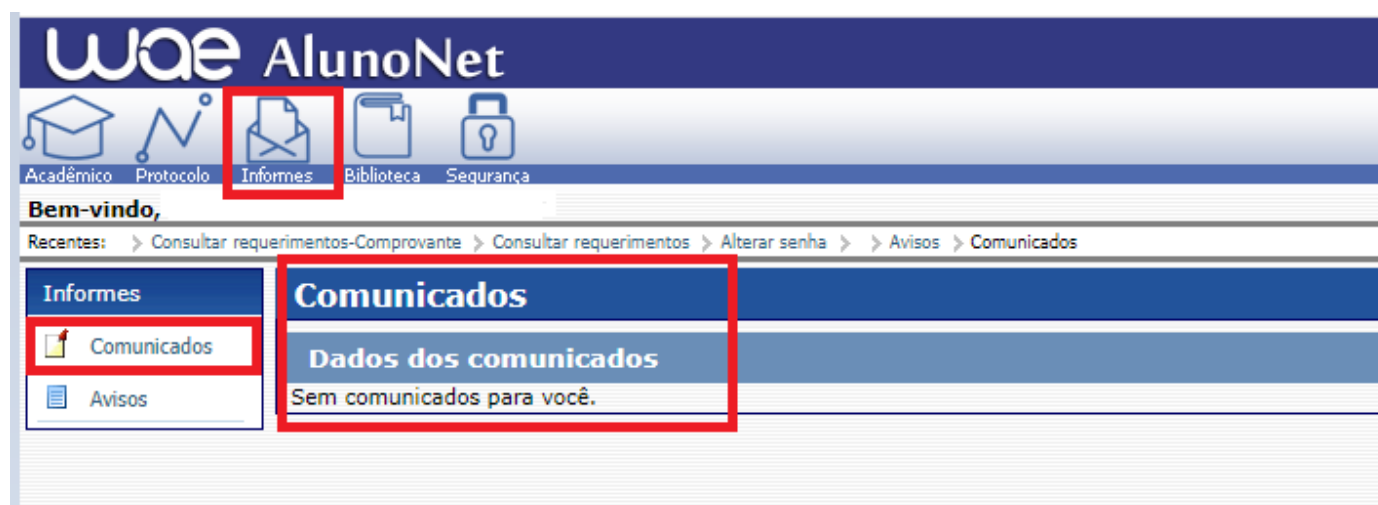 wae AlunoNet
Acadêmico Protocolo Informes Biblioteca Segurança
Bem-vindo,
Recentes: > Consultar requerimentos-Comprovante > Consultar requerimentos > Alterar senha > > Avisos > Comunicados
Informes
Comunicados
Avisos
Comunicados
Dados dos comunicados
Sem comunicados para você.